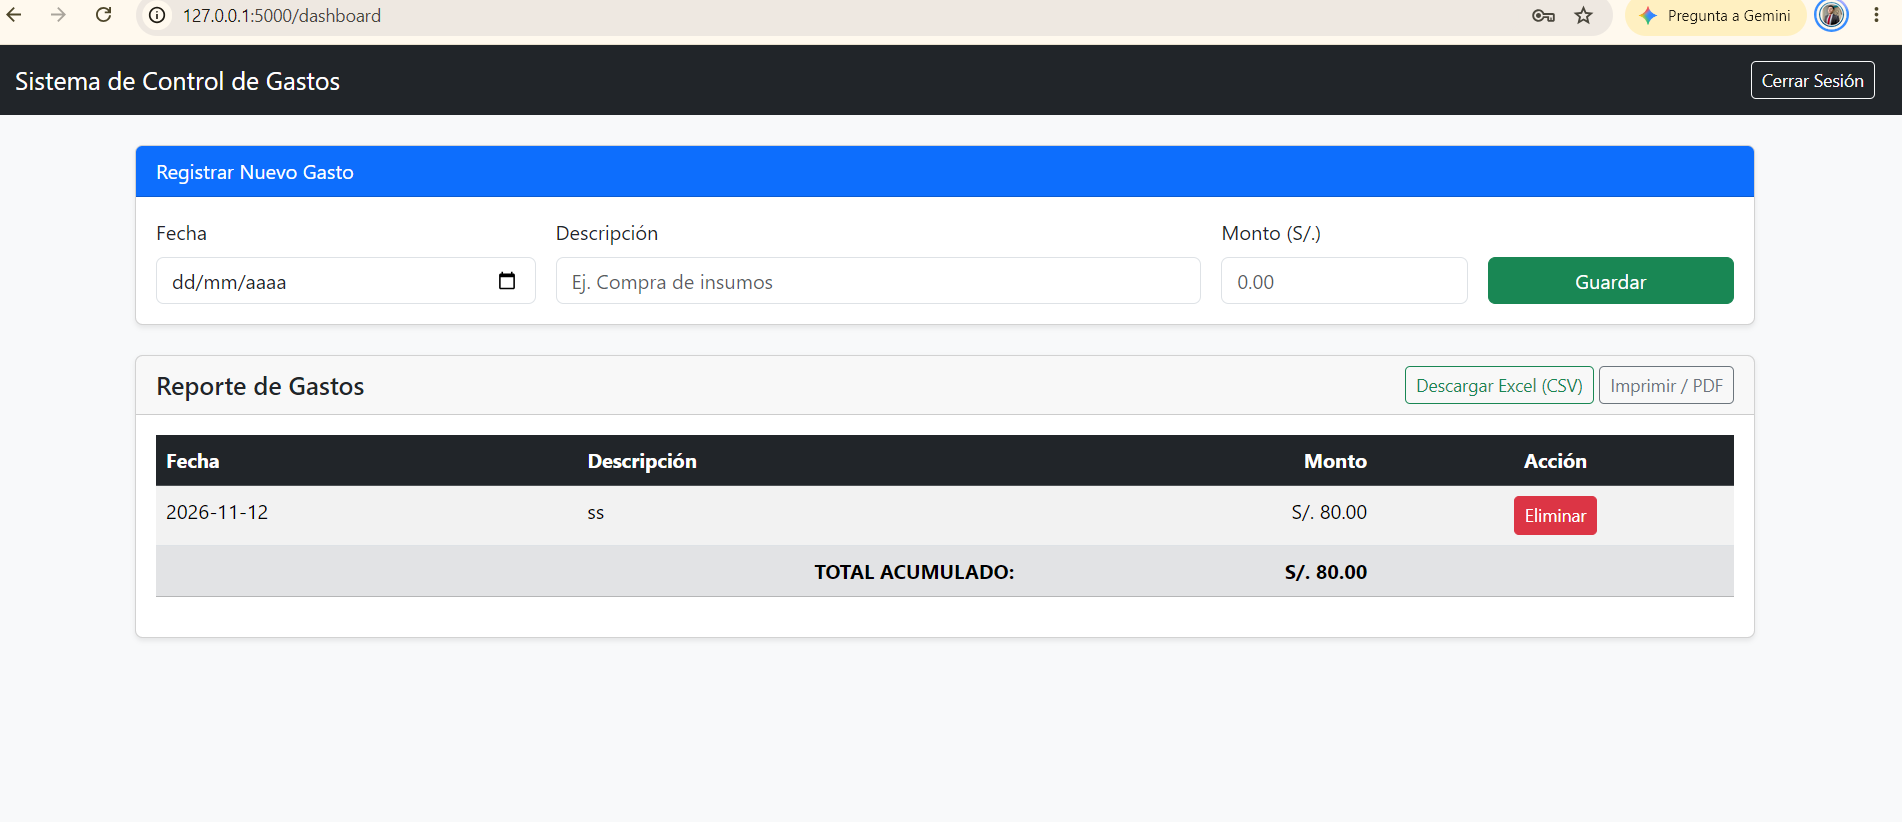 127.0.0.1:5000/dashboard
Pregunta a Gemini
Sistema de Control de Gastos
Cerrar Sesión
Registrar Nuevo Gasto
Fecha
Descripción
Monto (S/.)
dd/mm/aaaa
Ej. Compra de insumos
0.00
Guardar
Reporte de Gastos
Descargar Excel (CSV)
Imprimir / PDF
Fecha Descripción Monto Acción
2026-11-12 ss S/. 80.00 Eliminar
TOTAL ACUMULADO: S/. 80.00